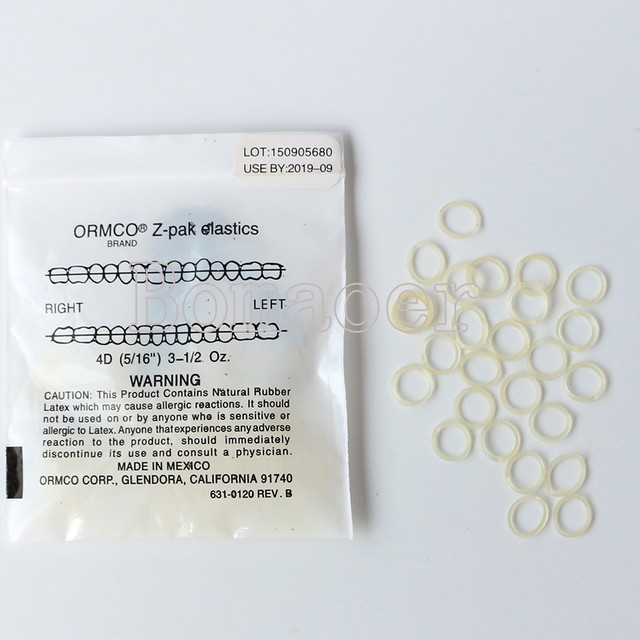 LOT:150905680
USE BY:2019-09
ORMCO® Z-pak elastics
BRAND
RIGHT LEFT
Bonaoer
4D (5/16") 3-1/2 Oz.
WARNING
CAUTION: This Product Contains Natural Rubber
Latex which may cause allergic reactions. It should
not be used on or by anyone who is sensitive or
allergic to Latex. Anyone that experiences any adverse
reaction to the product, should immediately
discontinue its use and consult a physician.
MADE IN MEXICO
ORMCO CORP., GLENDORA, CALIFORNIA 91740
631-0120 REV. B